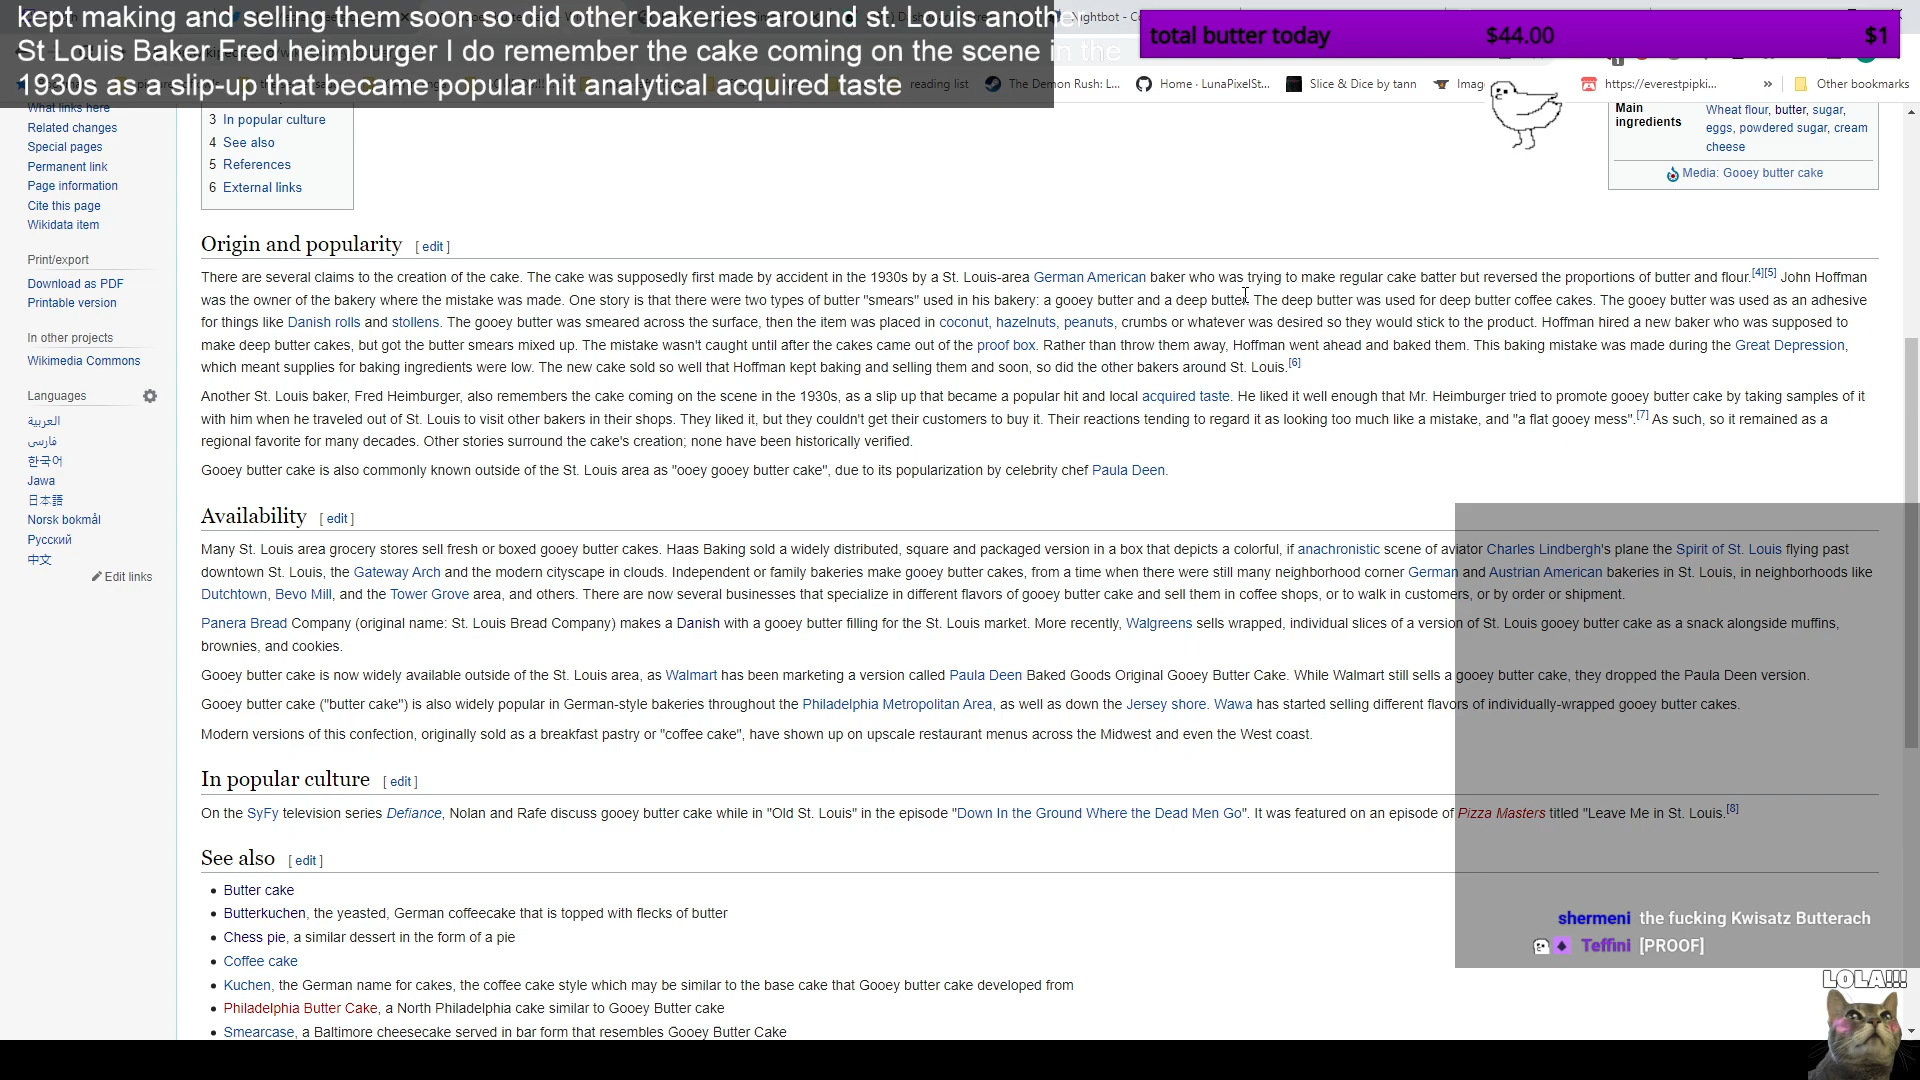 kept making and selling them soon so did other bakeries around st. Louis another
St Louis Baker Fred heimburger I do remember the cake coming on the scene in the
1930s as a slip-up that became popular hit analytical acquired taste
total butter today $44.00 $1
reading list The Demon Rush: L... Home · LunaPixelSt... Slice & Dice by tann Imag https://everestpipki... » Other bookmarks
What links here
Related changes
Special pages
Permanent link
Page information
Cite this page
Wikidata item
Print/export
Download as PDF
Printable version
In other projects
Wikimedia Commons
Languages
العربية
فارسی
한국어
Jawa
日本語
Norsk bokmål
Русский
中文
Edit links
3 In popular culture
4 See also
5 References
6 External links
Main ingredients
Wheat flour, butter, sugar,
eggs, powdered sugar, cream
cheese
Media: Gooey butter cake
Origin and popularity [ edit ]
There are several claims to the creation of the cake. The cake was supposedly first made by accident in the 1930s by a St. Louis-area German American baker who was trying to make regular cake batter but reversed the proportions of butter and flour.[4][5] John Hoffman
was the owner of the bakery where the mistake was made. One story is that there were two types of butter "smears" used in his bakery: a gooey butter and a deep butter. The deep butter was used for deep butter coffee cakes. The gooey butter was used as an adhesive
for things like Danish rolls and stollens. The gooey butter was smeared across the surface, then the item was placed in coconut, hazelnuts, peanuts, crumbs or whatever was desired so they would stick to the product. Hoffman hired a new baker who was supposed to
make deep butter cakes, but got the butter smears mixed up. The mistake wasn't caught until after the cakes came out of the proof box. Rather than throw them away, Hoffman went ahead and baked them. This baking mistake was made during the Great Depression,
which meant supplies for baking ingredients were low. The new cake sold so well that Hoffman kept baking and selling them and soon, so did the other bakers around St. Louis.[6]
Another St. Louis baker, Fred Heimburger, also remembers the cake coming on the scene in the 1930s, as a slip up that became a popular hit and local acquired taste. He liked it well enough that Mr. Heimburger tried to promote gooey butter cake by taking samples of it
with him when he traveled out of St. Louis to visit other bakers in their shops. They liked it, but they couldn't get their customers to buy it. Their reactions tending to regard it as looking too much like a mistake, and "a flat gooey mess".[7] As such, so it remained as a
regional favorite for many decades. Other stories surround the cake's creation; none have been historically verified.
Gooey butter cake is also commonly known outside of the St. Louis area as "ooey gooey butter cake", due to its popularization by celebrity chef Paula Deen.
Availability [ edit ]
Many St. Louis area grocery stores sell fresh or boxed gooey butter cakes. Haas Baking sold a widely distributed, square and packaged version in a box that depicts a colorful, if anachronistic scene of aviator Charles Lindbergh's plane the Spirit of St. Louis flying past
downtown St. Louis, the Gateway Arch and the modern cityscape in clouds. Independent or family bakeries make gooey butter cakes, from a time when there were still many neighborhood corner German and Austrian American bakeries in St. Louis, in neighborhoods like
Dutchtown, Bevo Mill, and the Tower Grove area, and others. There are now several businesses that specialize in different flavors of gooey butter cake and sell them in coffee shops, or to walk in customers, or by order or shipment.
Panera Bread Company (original name: St. Louis Bread Company) makes a Danish with a gooey butter filling for the St. Louis market. More recently, Walgreens sells wrapped, individual slices of a version of St. Louis gooey butter cake as a snack alongside muffins,
brownies, and cookies.
Gooey butter cake is now widely available outside of the St. Louis area, as Walmart has been marketing a version called Paula Deen Baked Goods Original Gooey Butter Cake. While Walmart still sells a gooey butter cake, they dropped the Paula Deen version.
Gooey butter cake ("butter cake") is also widely popular in German-style bakeries throughout the Philadelphia Metropolitan Area, as well as down the Jersey shore. Wawa has started selling different flavors of individually-wrapped gooey butter cakes.
Modern versions of this confection, originally sold as a breakfast pastry or "coffee cake", have shown up on upscale restaurant menus across the Midwest and even the West coast.
In popular culture [ edit ]
On the SyFy television series Defiance, Nolan and Rafe discuss gooey butter cake while in "Old St. Louis" in the episode "Down In the Ground Where the Dead Men Go". It was featured on an episode of Pizza Masters titled "Leave Me in St. Louis.[8]
See also [ edit ]
• Butter cake
• Butterkuchen, the yeasted, German coffeecake that is topped with flecks of butter
• Chess pie, a similar dessert in the form of a pie
• Coffee cake
• Kuchen, the German name for cakes, the coffee cake style which may be similar to the base cake that Gooey butter cake developed from
• Philadelphia Butter Cake, a North Philadelphia cake similar to Gooey Butter cake
• Smearcase, a Baltimore cheesecake served in bar form that resembles Gooey Butter Cake
shermeni the fucking Kwisatz Butterach
Teffini [PROOF]
LOLA!!!